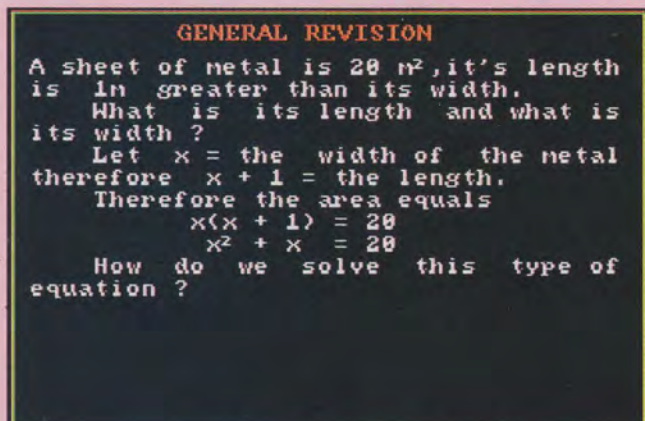 GENERAL REVISION
A sheet of metal is 20 m²,it's length
is 1m greater than its width.
What is its length and what is
its width ?
Let x = the width of the metal
therefore x + 1 = the length.
Therefore the area equals
x(x + 1) = 20
x² + x = 20
How do we solve this type of
equation ?